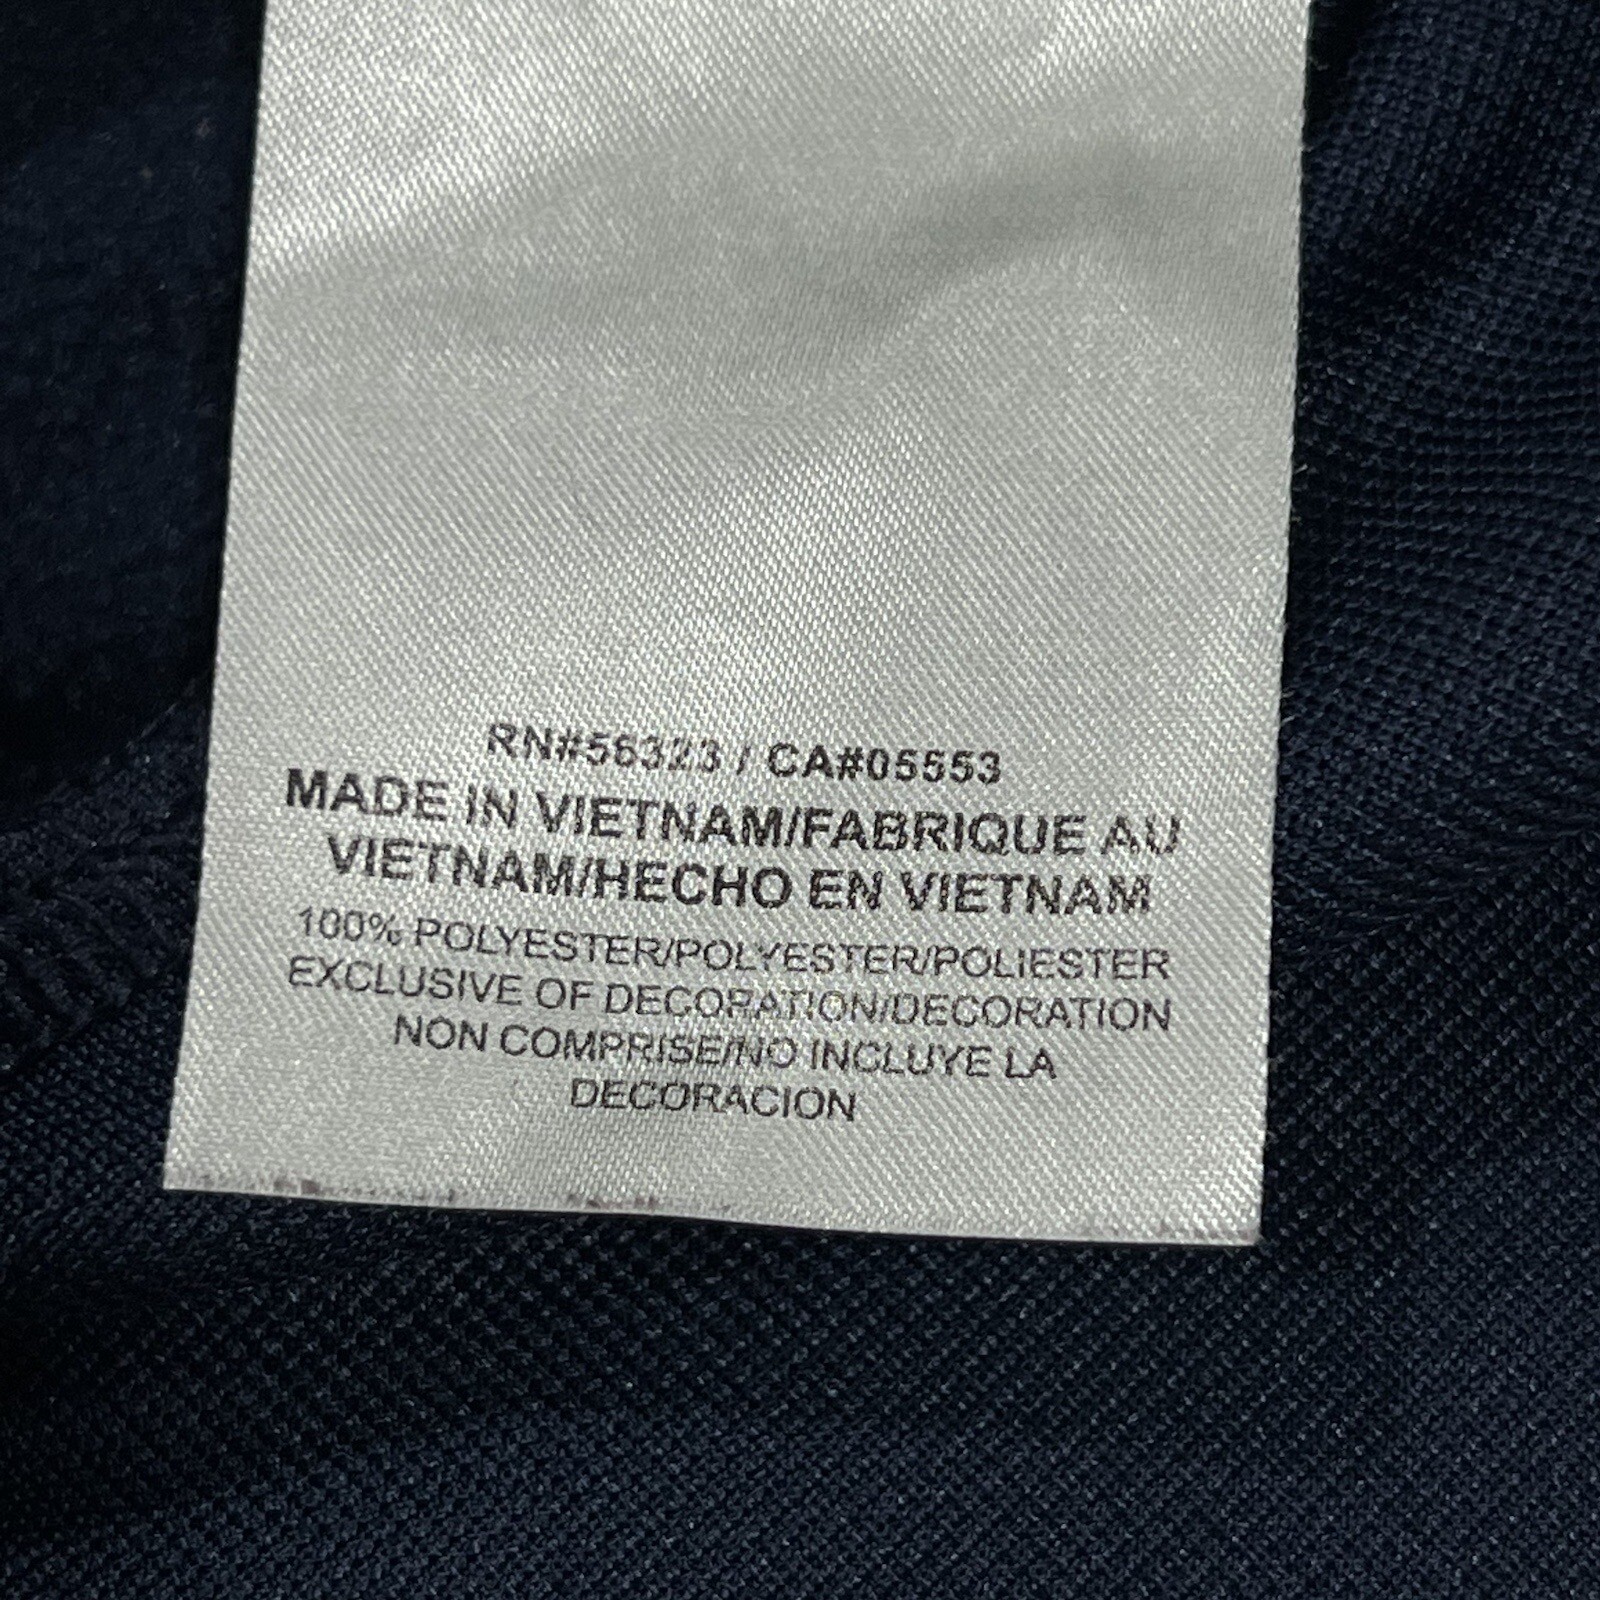 RN#56323 / CA#05553
MADE IN VIETNAM/FABRIQUE AU
VIETNAM/HECHO EN VIETNAM
100% POLYESTER/POLYESTER/POLIESTER
EXCLUSIVE OF DECORATION/DECORATION
NON COMPRISE/NO INCLUYE LA
DECORACION